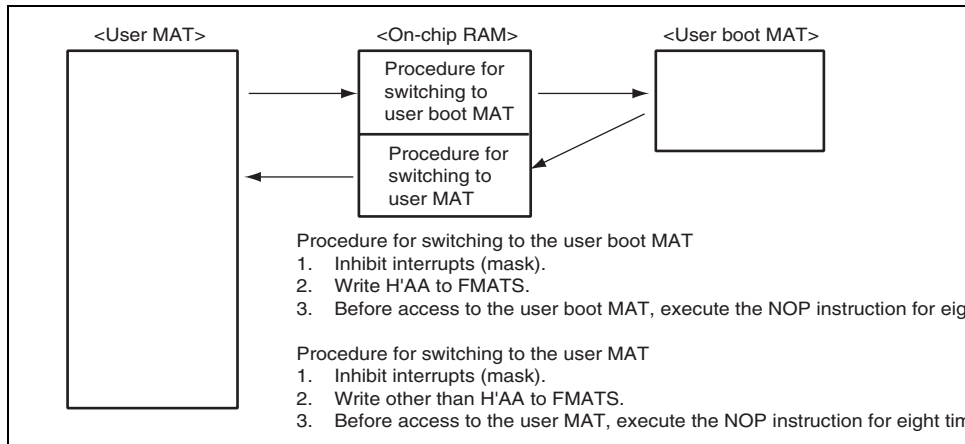 <User MAT> <On-chip RAM> <User boot MAT>
Procedure for
switching to
user boot MAT
Procedure for
switching to
user MAT
Procedure for switching to the user boot MAT
1. Inhibit interrupts (mask).
2. Write H'AA to FMATS.
3. Before access to the user boot MAT, execute the NOP instruction for
Procedure for switching to the user MAT
1. Inhibit interrupts (mask).
2. Write other than H'AA to FMATS.
3. Before access to the user MAT, execute the NOP instruction for eight